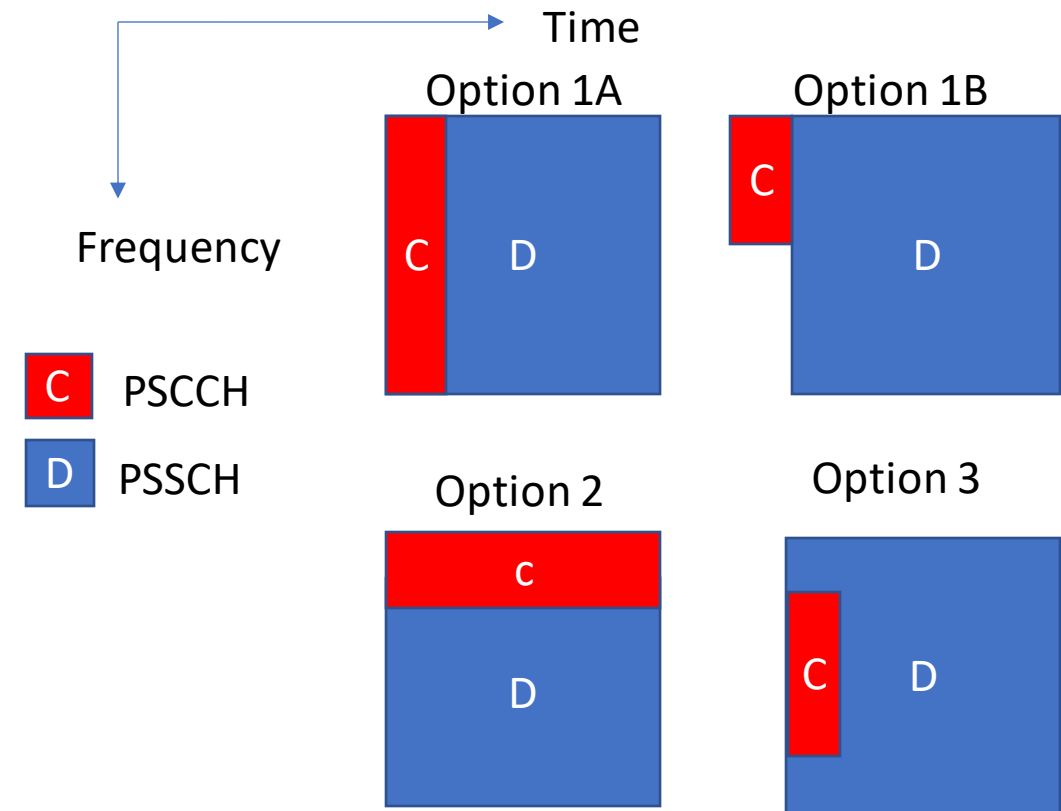 Time
Option 1A
Option 1B
C
C
D
D
Frequency
C
PSCCH
D
PSSCH
Option 2
Option 3
c
C
D
D